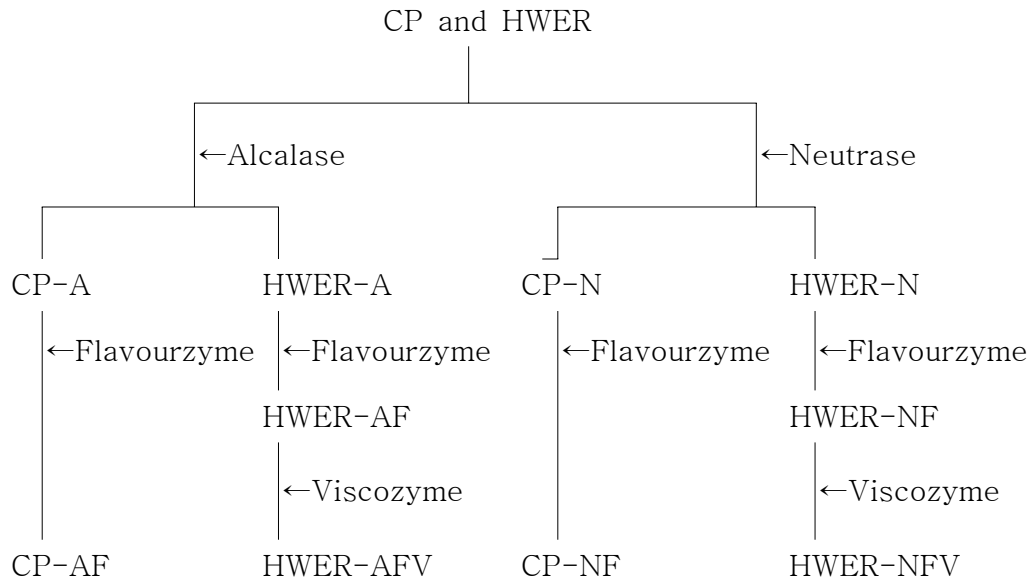 CP and HWER
←Alcalase ←Neutrase
CP-A HWER-A CP-N HWER-N
←Flavourzyme ←Flavourzyme ←Flavourzyme ←Flavourzyme
HWER-AF HWER-NF
←Viscozyme ←Viscozyme
CP-AF HWER-AFV CP-NF HWER-NFV